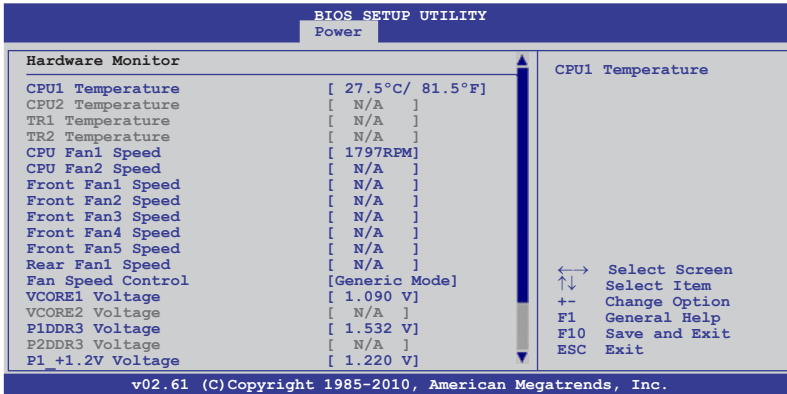 BIOS SETUP UTILITY
Power
Hardware Monitor
CPU1 Temperature [ 27.5°C/ 81.5°F]
CPU2 Temperature [ N/A ]
TR1 Temperature [ N/A ]
TR2 Temperature [ N/A ]
CPU Fan1 Speed [ 1797RPM]
CPU Fan2 Speed [ N/A ]
Front Fan1 Speed [ N/A ]
Front Fan2 Speed [ N/A ]
Front Fan3 Speed [ N/A ]
Front Fan4 Speed [ N/A ]
Front Fan5 Speed [ N/A ]
Rear Fan1 Speed [ N/A ]
Fan Speed Control [Generic Mode]
VCORE1 Voltage [ 1.090 V]
VCORE2 Voltage [ N/A ]
P1DDR3 Voltage [ 1.532 V]
P2DDR3 Voltage [ N/A ]
P1_+1.2V Voltage [ 1.220 V]
CPU1 Temperature
←→ Select Screen
↑↓ Select Item
+- Change Option
F1 General Help
F10 Save and Exit
ESC Exit
v02.61 (C)Copyright 1985-2010, American Megatrends, Inc.